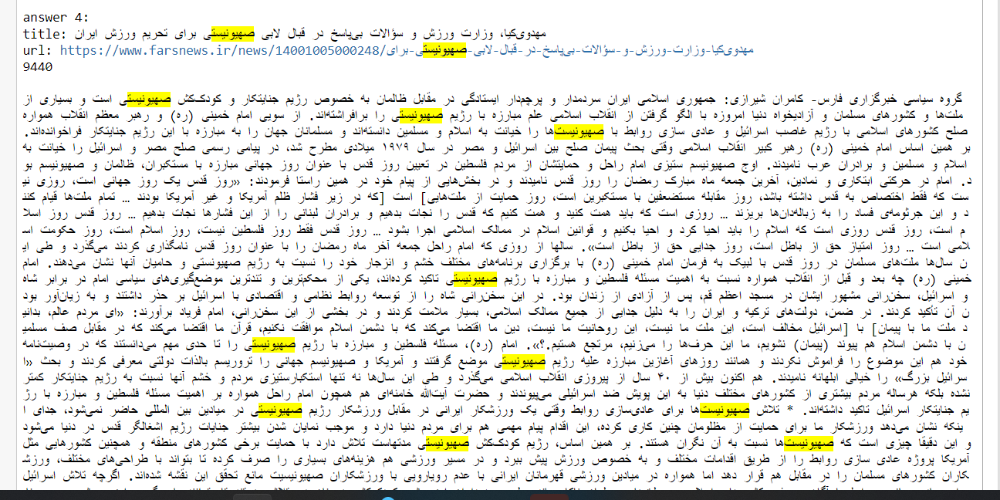 answer 4:
title: مهدوی‌کیا، وزارت ورزش و سؤالات بی‌پاسخ در قبال لابی صهیونیستی برای تحریم ورزش ایران
url: https://www.farsnews.ir/news/14001005000248/مهدوی‌کیا-وزارت-ورزش-و-سؤالات-بی‌پاسخ-در-قبال-لابی-صهیونیستی-برای
9440
گروه سیاسی خبرگزاری فارس- کامران شیرازی: جمهوری اسلامی ایران سردمدار و پرچم‌دار ایستادگی در مقابل ظالمان به خصوص رژیم جنایتکار و کودک‌کش صهیونیستی است و بسیاری از
ملت‌ها و کشورهای مسلمان و آزادیخواه دنیا امروزه با الگو گرفتن از انقلاب اسلامی علم مبارزه با رژیم صهیونیستی را برافراشته‌اند. از سویی امام خمینی (ره) و رهبر معظم انقلاب همواره
صلح کشورهای اسلامی با رژیم غاصب اسرائیل و عادی سازی روابط با صهیونیست‌ها را خیانت به اسلام و مسلمین دانسته‌اند و مسلمانان جهان را به مبارزه با این رژیم جنایتکار فراخوانده‌اند.
بر همین اساس امام خمینی (ره) رهبر کبیر انقلاب اسلامی وقتی بحث پیمان صلح بین اسرائیل و مصر در سال ۱۹۷۹ میلادی مطرح شد، در پیامی رسمی صلح مصر و اسرائیل را خیانت به
اسلام و مسلمین و برادران عرب نامیدند. اوج صهیونیسم ستیزی امام راحل و حمایتشان از مردم فلسطین در تعیین روز قدس با عنوان روز جهانی مبارزه با مستکبران، ظالمان و صهیونیسم بو
د. امام در حرکتی ابتکاری و نمادین، آخرین جمعه ماه مبارک رمضان را روز قدس نامیدند و در بخش‌هایی از پیام خود در همین راستا فرمودند: «روز قدس یک روز جهانی است، روزی نی
ست که فقط اختصاص به قدس داشته باشد، روز مقابله مستضعفین با مستکبرین است، روز حمایت از ملت‌هایی] است [که در زیر فشار ظلم آمریکا و غیر آمریکا بودند … تمام ملت‌ها قیام کنند
د و این جرثومه‌ی فساد را به زباله‌دان‌ها بریزند … روزی است که باید همت کنید و همت کنیم که قدس را نجات بدهیم و برادران لبنانی را از این فشارها نجات بدهیم … روز قدس روز اسلا
م است، روز قدس روزی است که اسلام را باید احیا کرد و احیا بکنیم و قوانین اسلام در ممالک اسلامی اجرا بشود … روز قدس فقط روز فلسطین نیست، روز اسلام است، روز حکومت اس
لامی است … روز امتیاز حق از باطل است، روز جدایی حق از باطل است». سالها از روزی که امام راحل جمعه آخر ماه رمضان را با عنوان روز قدس نامگذاری کردند می‌گذرد و طی ای
ن سال‌ها ملت‌های مسلمان در روز قدس با لبیک به فرمان امام خمینی (ره) با برگزاری برنامه‌های مختلف خشم و انزجار خود را نسبت به رژیم صهیونستی و حامیان آنها نشان می‌دهند. امام
خمینی (ره) چه بعد و قبل از انقلاب همواره نسبت به اهمیت مسئله فلسطین و مبارزه با رژیم صهیونیستی تاکید کرده‌اند، یکی از محکم‌ترین و تندترین موضع‌گیری‌های سیاسی امام در برابر شاه
و اسرائیل، سخن‌رانی مشهور ایشان در مسجد اعظم قم، پس از آزادی از زندان بود. در این سخن‌رانی شاه را از توسعه روابط نظامی و اقتصادی با اسرائیل بر حذر داشتند و به زیان‌آور بود
ن آن تأکید کردند. در ضمن، دولت‌های ترکیه و ایران را به دلیل جدایی از جمیع ممالک اسلامی، بسیار ملامت کردند و در بخشی از این سخن‌رانی، امام فریاد برآورند: «ای مردم عالم، بدانی
د ملت ما با پیمان] با [اسرائیل مخالف است، این ملت ما نیست، این روحانیت ما نیست، دین ما اقتضا می‌کند که با دشمن اسلام موافقت نکنیم، قرآن ما اقتضا می‌کند که در مقابل صف مسلمی
ن با دشمن اسلام هم پیوند (پیمان) نشویم، ما این حرف‌ها را می‌زنیم، مرتجع هستیم.؟». امام (ره)، مسئله فلسطین و مبارزه با رژیم صهیونیستی را تا حدی مهم می‌دانستند که در وصیت‌نامه
خود هم این موضوع را فراموش نکردند و همانند روزهای آغازین مبارزه علیه رژیم صهیونیستی موضع گرفتند و آمریکا و صهیونیسم جهانی را تروریسم بالذات دولتی معرفی کردند و بحث «ا
سرائیل بزرگ» را خیالی ابلهانه نامیدند. هم اکنون بیش از ۴۰ سال از پیروزی انقلاب اسلامی می‌گذرد و طی این سال‌ها نه تنها استکبارستیزی مردم و خشم آنها نسبت به رژیم جنایتکار کمتر
نشده بلکه هرساله مردم بیشتری از کشورهای مختلف دنیا به این پویش ضد اسرائیلی می‌پیوندند و حضرت آیت‌الله خامنه‌ای هم همچون امام راحل همواره بر اهمیت مسئله فلسطین و مبارزه با رژ
یم جنایتکار اسرائیل تاکید داشته‌اند. * تلاش صهیونیست‌ها برای عادی‌سازی روابط وقتی یک ورزشکار ایرانی در مقابل ورزشکار رژیم صهیونیستی در میادین بین المللی حاضر نمی‌شود، جدای ا
ینکه نشان می‌دهد ورزشکار ما برای حمایت از مظلومان چنین کاری کرده، این اقدام پیام مهمی هم برای مردم دنیا دارد و موجب نمایان شدن بیشتر جنایات رژیم اشغالگر قدس در دنیا می‌شود
و این دقیقا چیزی است که صهیونیست‌ها نسبت به آن نگران هستند. بر همین اساس، رژیم کودک‌کش صهیونیستی مدتهاست تلاش دارد با حمایت برخی کشورهای منطقه و همچنین کشورهایی مثل
آمریکا پروژه عادی سازی روابط را از طریق اقدامات مختلف و به خصوص ورزش پیش ببرد و در مسیر ورزشی هم هزینه‌های بسیاری را صرف کرده تا بتواند با طراحی‌های مختلف، ورزش
کاران کشورهای مسلمان را در مقابل هم قرار دهد اما همواره در میادین ورزشی قهرمانان ایرانی با عدم رویارویی با ورزشکاران صهیونیسیت مانع تحقق این نقشه شده‌اند. اگرچه تلاش اسرائیل